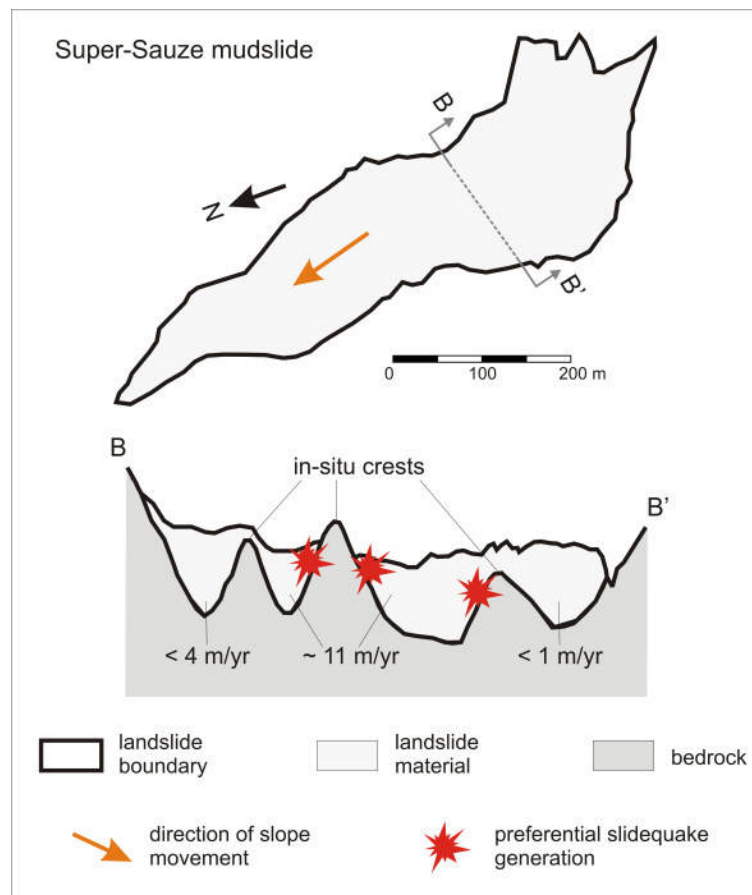 Super-Sauze mudslide
B
N
B'
0 100 200 m
B
in-situ crests
B'
< 4 m/yr ~ 11 m/yr < 1 m/yr
landslide
boundary
landslide
material
bedrock
direction of slope
movement
preferential slidequake
generation